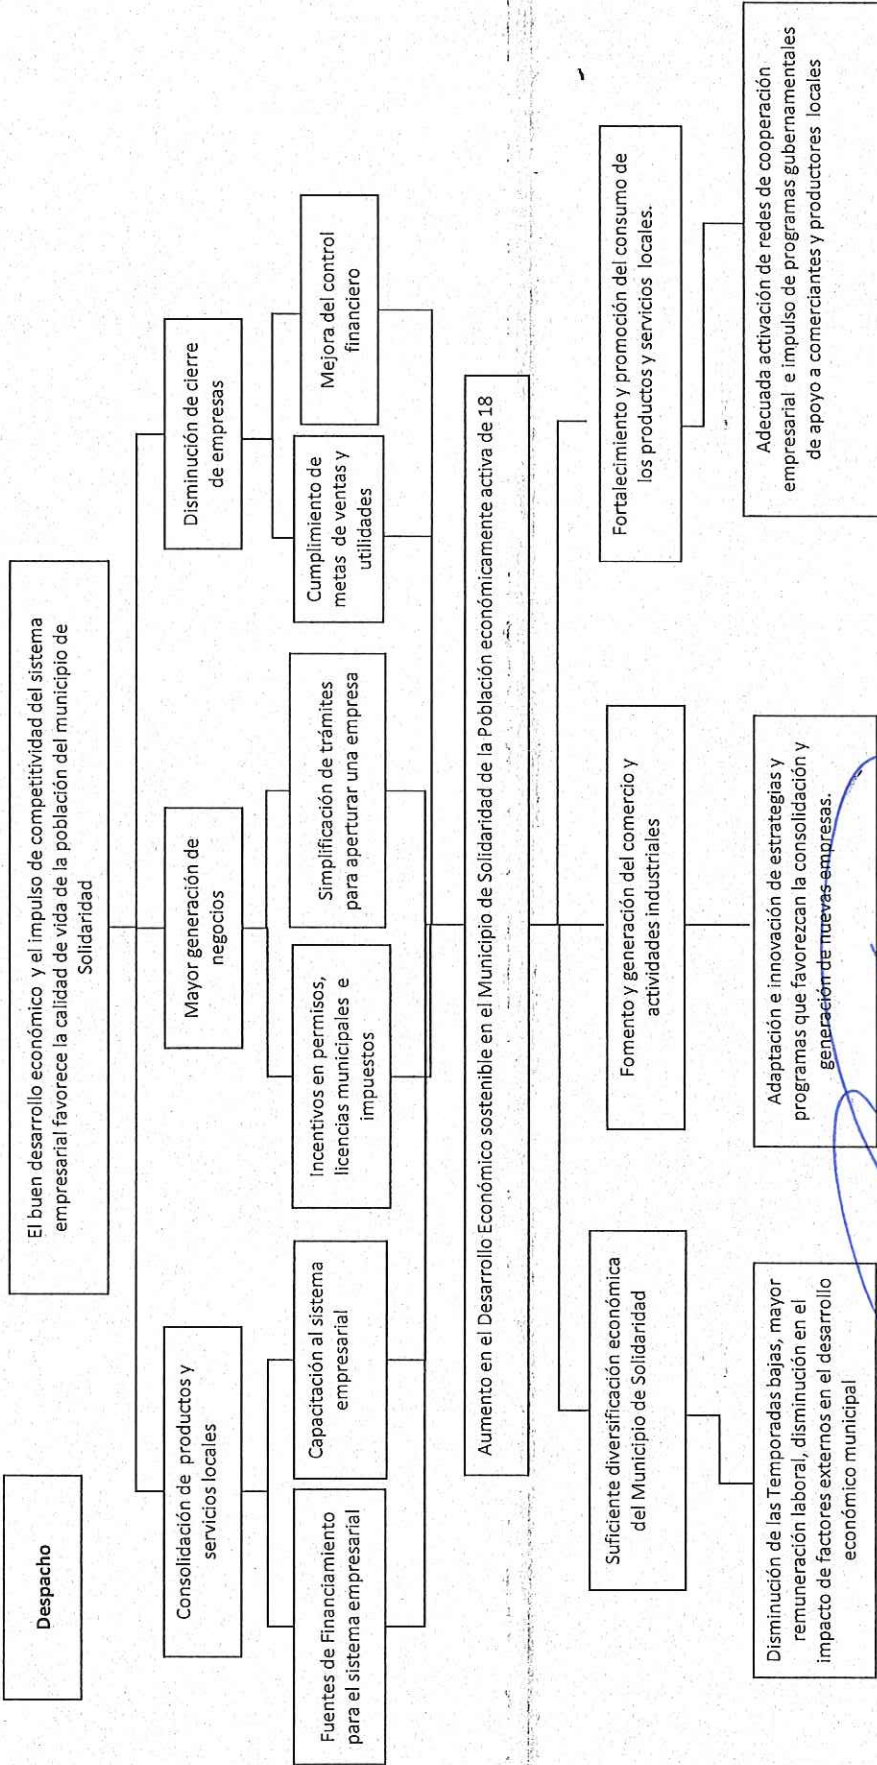 Despacho
El buen desarrollo económico y el impulso de competitividad del sistema
empresarial favorece la calidad de vida de la población del municipio de
Solidaridad
Consolidación de productos y
servicios locales
Mayor generación de
negocios
Disminución de cierre
de empresas
Fuentes de Financiamiento
para el sistema empresarial
Capacitación al sistema
empresarial
Incentivos en permisos,
licencias municipales e
impuestos
Simplificación de trámites
para aperturar una empresa
Cumplimiento de
metas de ventas y
utilidades
Mejora del control
financiero
Aumento en el Desarrollo Económico sostenible en el Municipio de Solidaridad de la Población económicamente activa de 18
Suficiente diversificación económica
del Municipio de Solidaridad
Fomento y generación del comercio y
actividades industriales
Fortalecimiento y promoción del consumo de
los productos y servicios locales.
Disminución de las Temporadas bajas, mayor
remuneración laboral, disminución en el
impacto de factores externos en el desarrollo
económico municipal
Adaptación e innovación de estrategias y
programas que favorezcan la consolidación y
generación de nuevas empresas.
Adecuada activación de redes de cooperación
empresarial e impulso de programas gubernamentales
de apoyo a comerciantes y productores locales